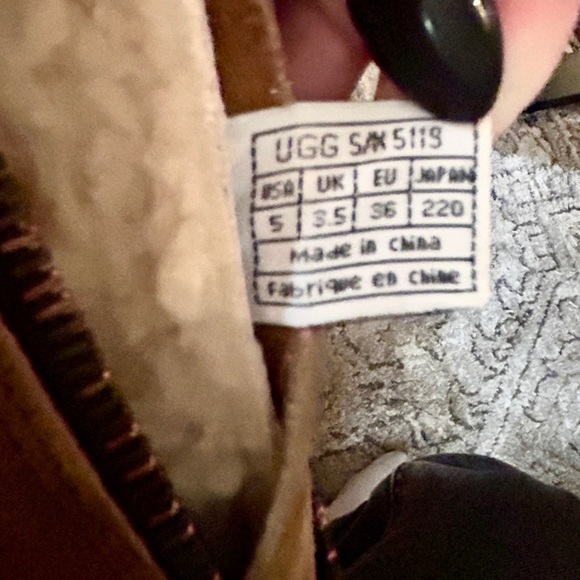 UGG S/N 5119
USA UK EU JAPAN
5 3.5 36 220
Made in China
Fabrique en Chine